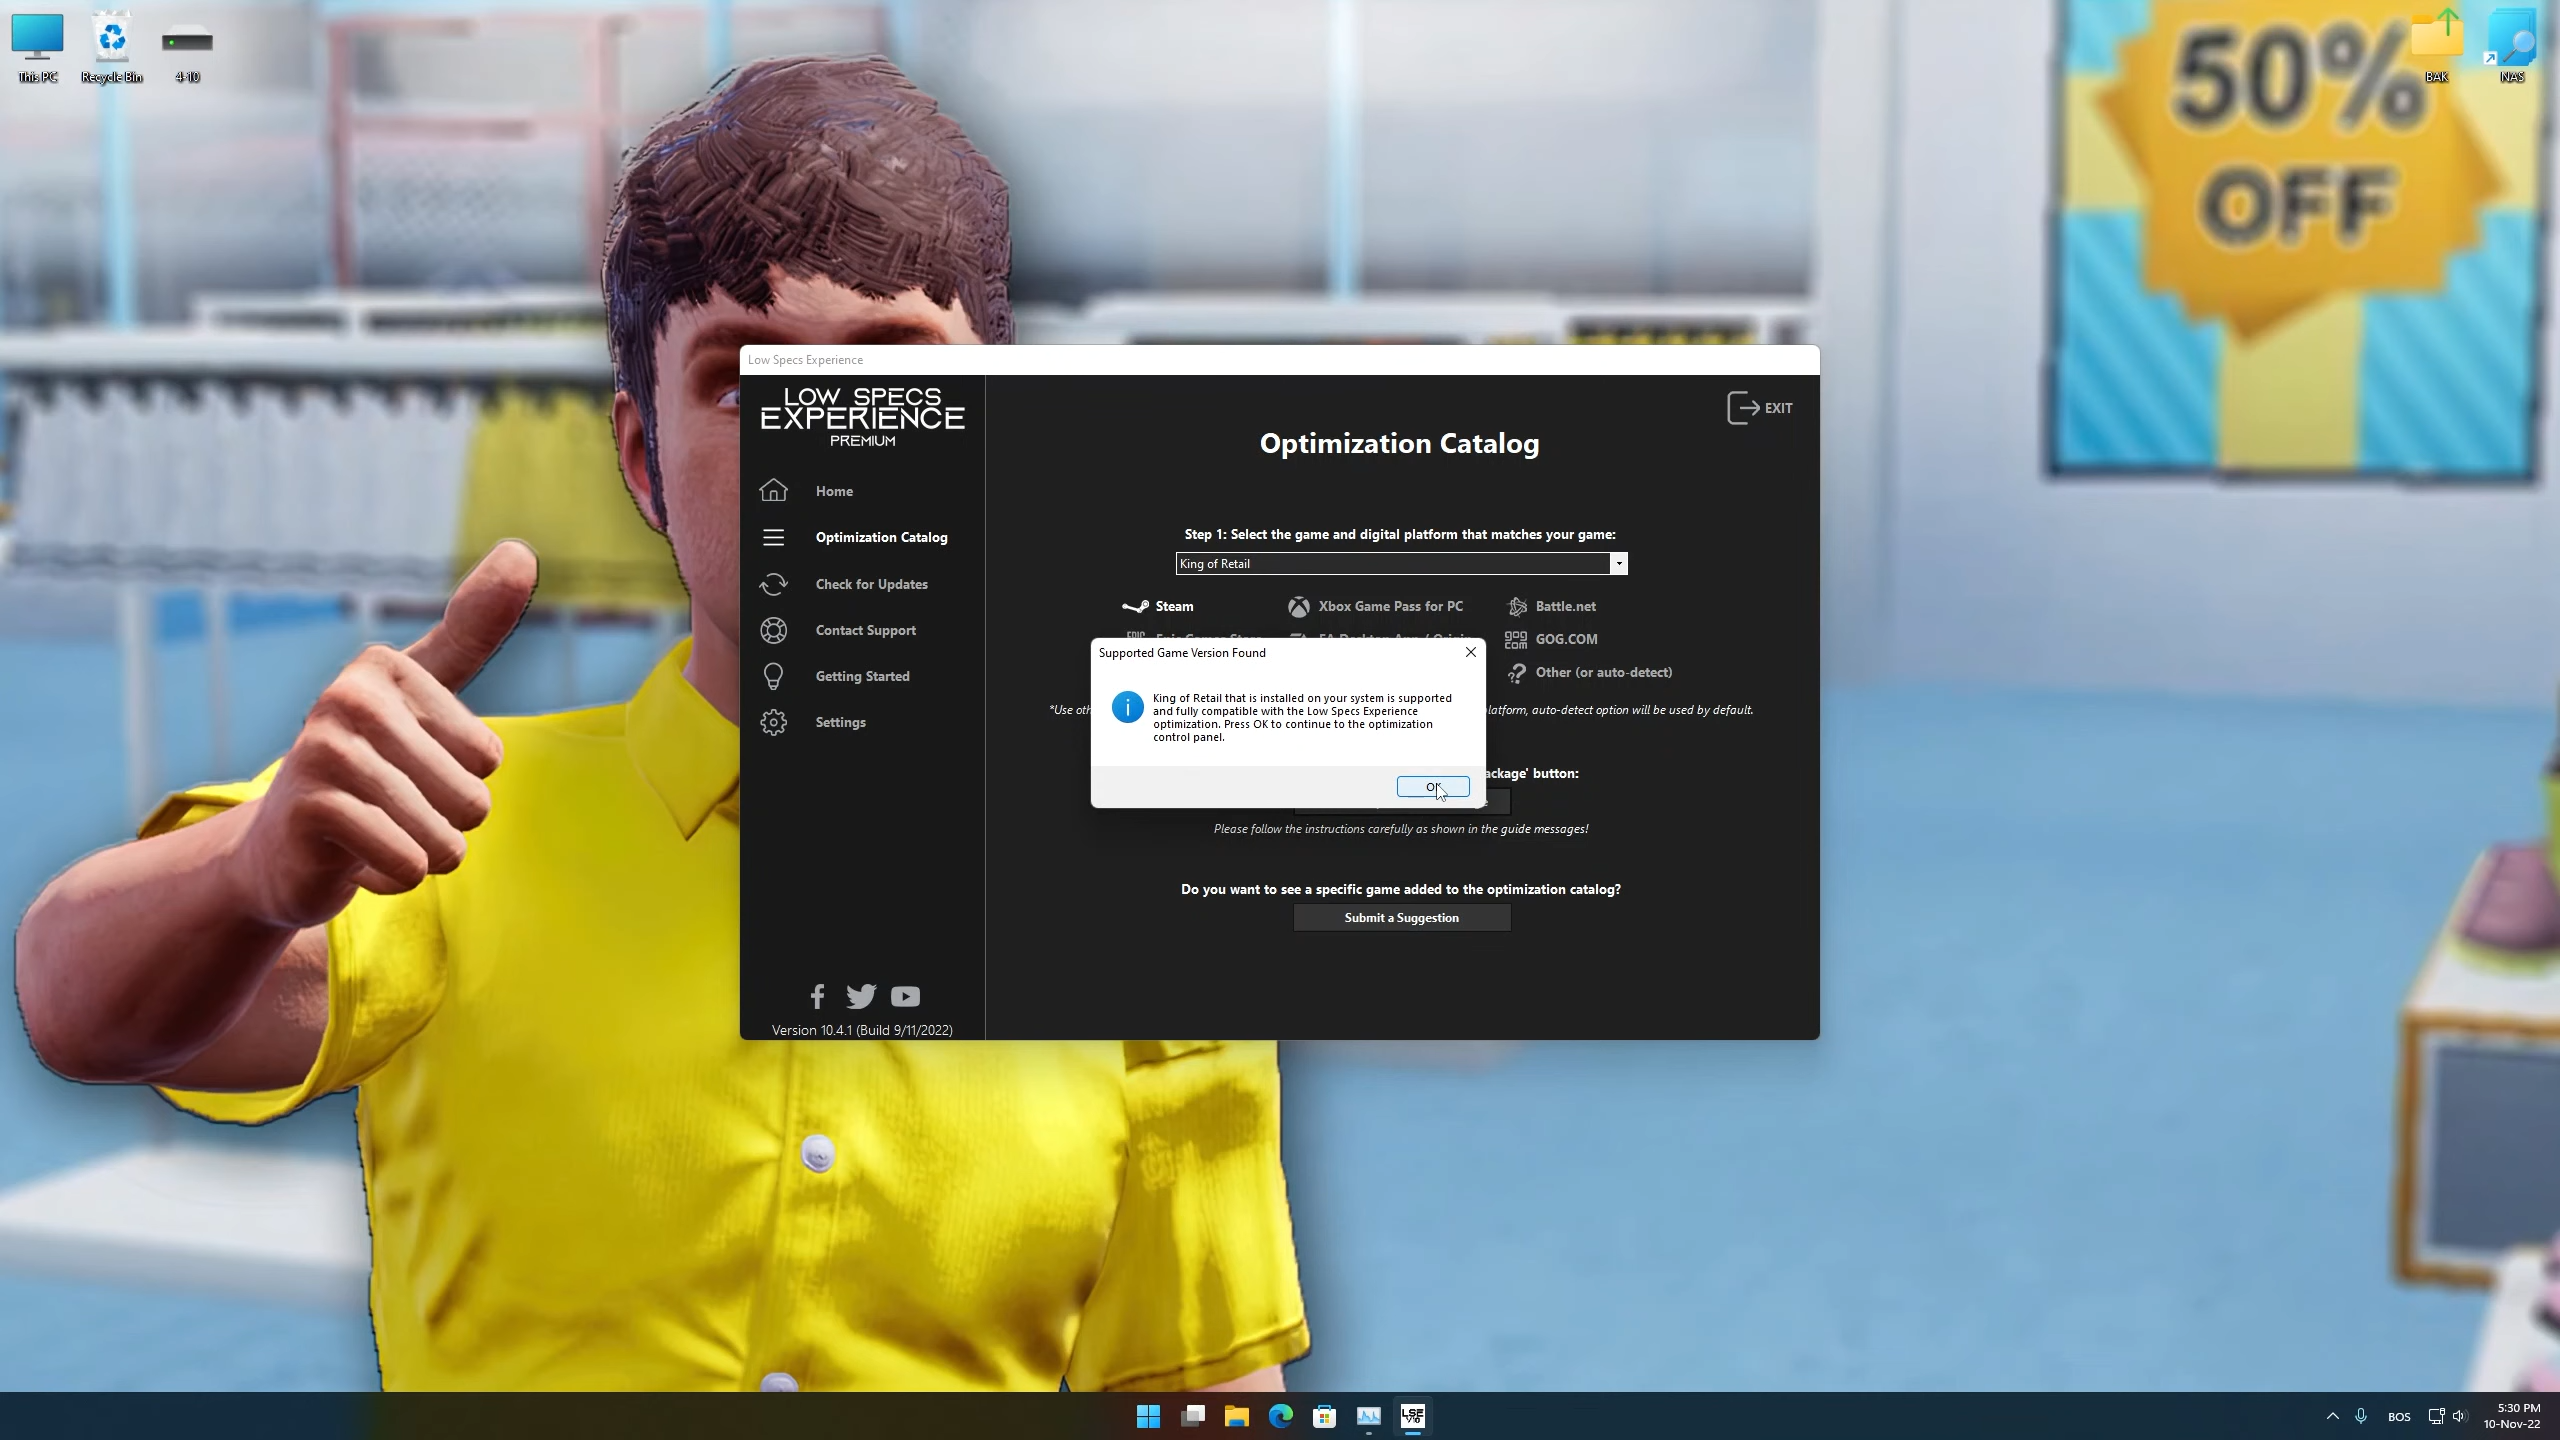 This PC
Recycle Bin
4-10
BAK
NAS
50%
OFF
Low Specs Experience
LOW SPECS
EXPERIENCE
PREMIUM
EXIT
Optimization Catalog
Home
Optimization Catalog
Check for Updates
Contact Support
Getting Started
Settings
Step 1: Select the game and digital platform that matches your game:
King of Retail
Steam
Xbox Game Pass for PC
Battle.net
GOG.COM
Other (or auto-detect)
Supported Game Version Found
King of Retail that is installed on your system is supported
and fully compatible with the Low Specs Experience
optimization. Press OK to continue to the optimization
control panel.
OK
*Use
platform, auto-detect option will be used by default.
ackage' button:
Please follow the instructions carefully as shown in the guide messages!
Do you want to see a specific game added to the optimization catalog?
Submit a Suggestion
Version 10.4.1 (Build 9/11/2022)
LSE
BOS
5:30 PM
10-Nov-22